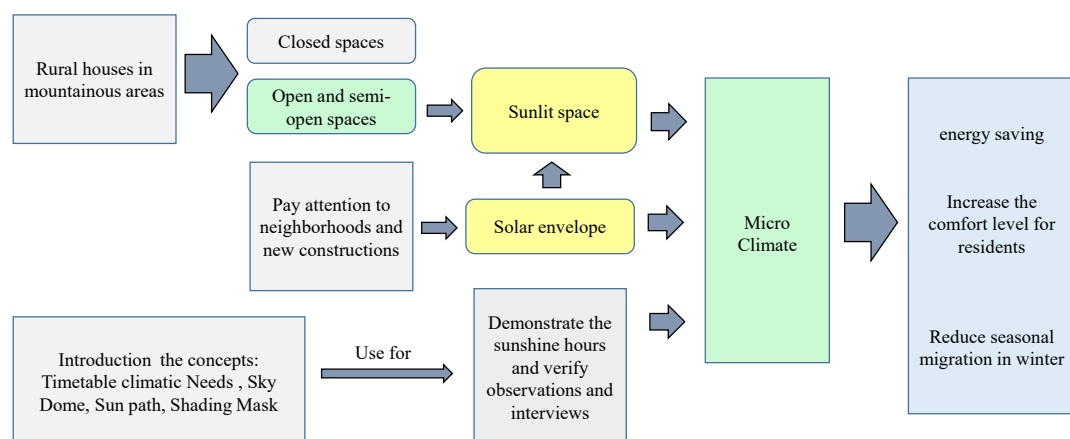 Rural houses in
mountainous areas
Closed spaces
Open and semi-
open spaces
Sunlit space
Pay attention to
neighborhoods and
new constructions
Solar envelope
Micro
Climate
energy saving
Increase the
comfort level for
residents
Reduce seasonal
migration in winter
Introduction the concepts:
Timetable climatic Needs , Sky
Dome, Sun path, Shading Mask
Use for
Demonstrate the
sunshine hours
and verify
observations and
interviews